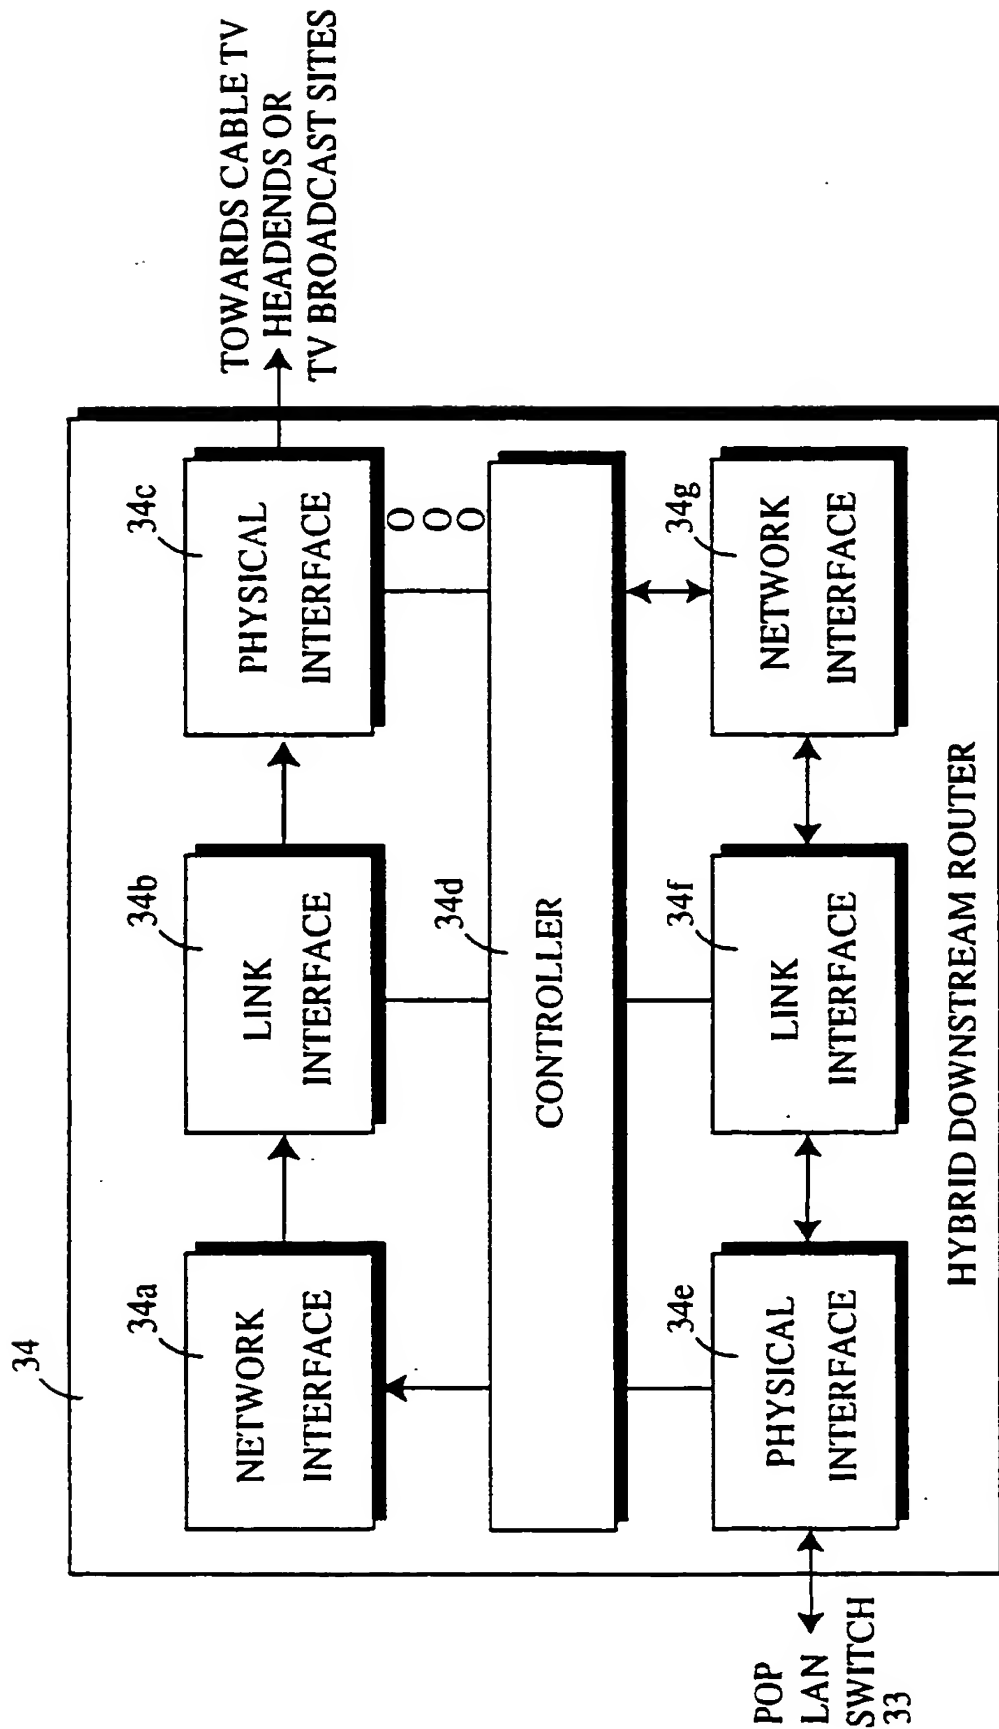 34
TOWARDS CABLE TV
HEADENDS OR
TV BROADCAST SITES
34a
NETWORK
INTERFACE
34b
LINK
INTERFACE
34c
PHYSICAL
INTERFACE
O O O
34d
CONTROLLER
34e
PHYSICAL
INTERFACE
34f
LINK
INTERFACE
34g
NETWORK
INTERFACE
POP
LAN
SWITCH
33
HYBRID DOWNSTREAM ROUTER